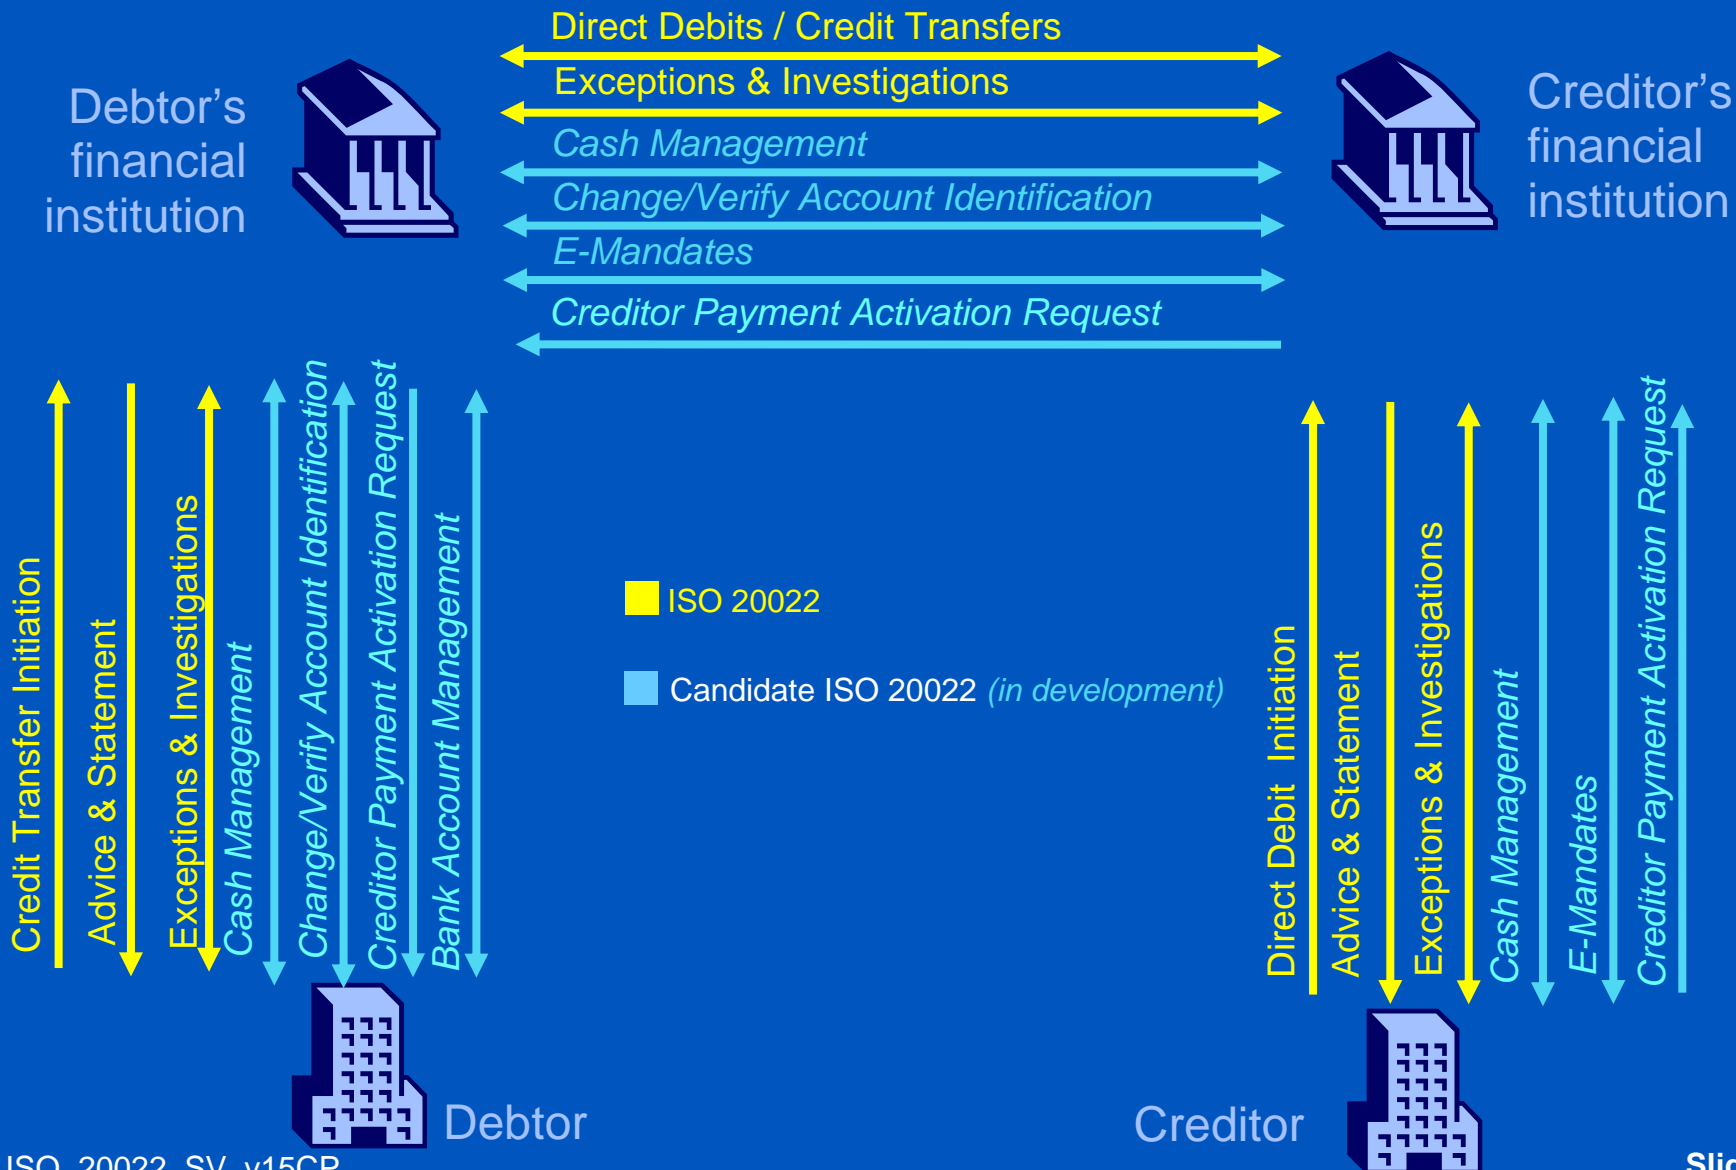 Direct Debits / Credit Transfers
Exceptions & Investigations
Cash Management
Change/Verify Account Identification
E-Mandates
Creditor Payment Activation Request
Debtor's
financial
institution
Creditor's
financial
institution
Credit Transfer Initiation
Advice & Statement
Exceptions & Investigations
Cash Management
Change/Verify Account Identification
Creditor Payment Activation Request
Bank Account Management
ISO 20022
Candidate ISO 20022 (in development)
Direct Debit Initiation
Advice & Statement
Exceptions & Investigations
Cash Management
E-Mandates
Creditor Payment Activation Request
Debtor
Creditor
ISO_20022_SV_v15CP